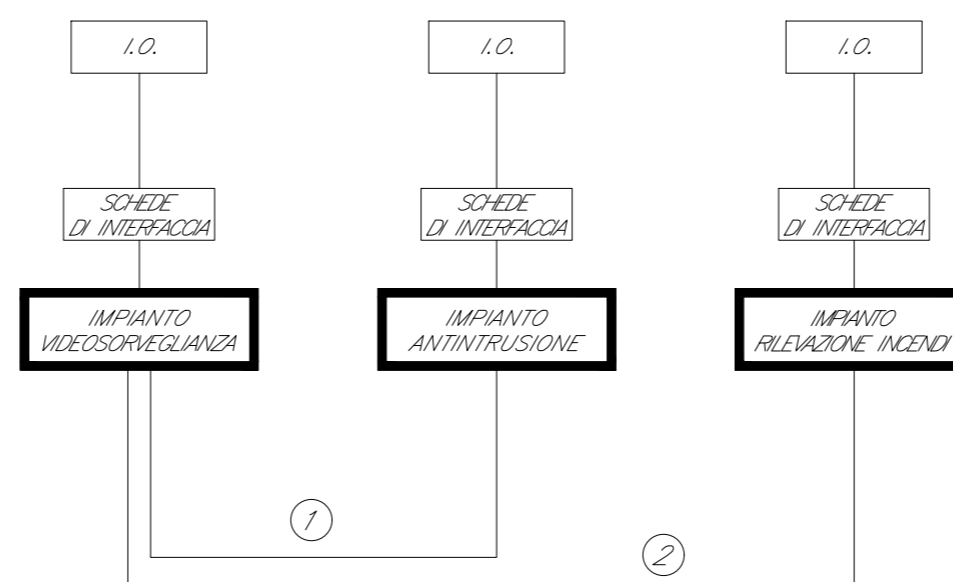 I.O.
I.O.
I.O.
SCHEDE
DI INTERFACCIA
SCHEDE
DI INTERFACCIA
SCHEDE
DI INTERFACCIA
IMPIANTO
VIDEOSORVEGLIANZA
IMPIANTO
ANTINTRUSIONE
IMPIANTO
RILEVAZIONE INCENDI
1
2